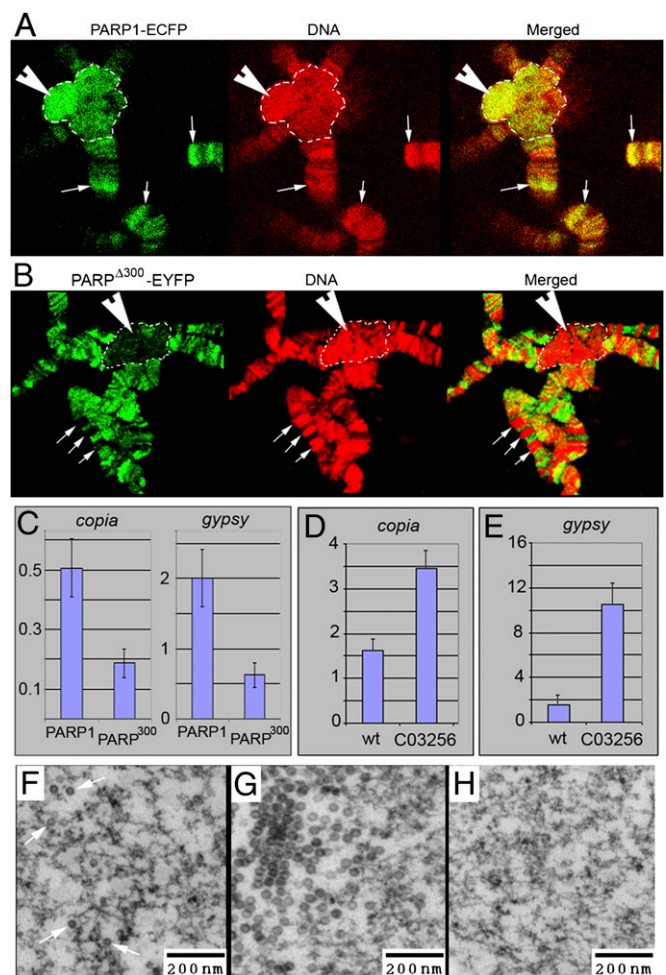 A PARP1-ECFP DNA Merged
B PARPΔ300-EYFP DNA Merged
C copia gypsy
0.5
0.3
0.1
PARP1 PARP300
2
1
0
PARP1 PARP300
D copia
4
3
2
1
0
wt C03256
E gypsy
16
12
8
4
0
wt C03256
F
200 nm
G
200 nm
H
200 nm